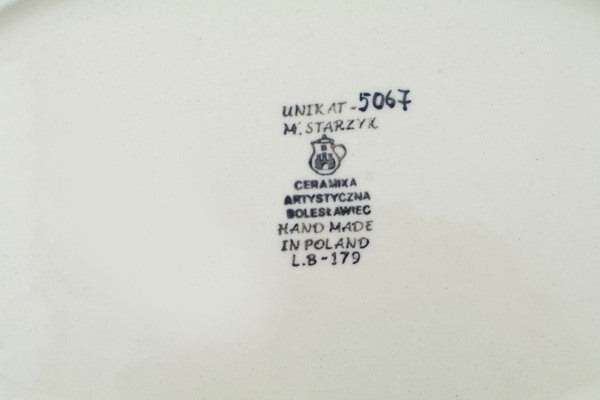 UNIKAT-5067
M. STARZYK
CERAMIKA
ARTYSTYCZNA
BOLESŁAWIEC
HAND MADE
IN POLAND
L.B-179